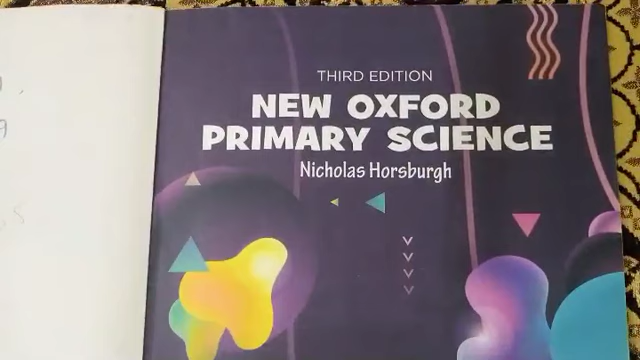 THIRD EDITION
NEW OXFORD
PRIMARY SCIENCE
Nicholas Horsburgh